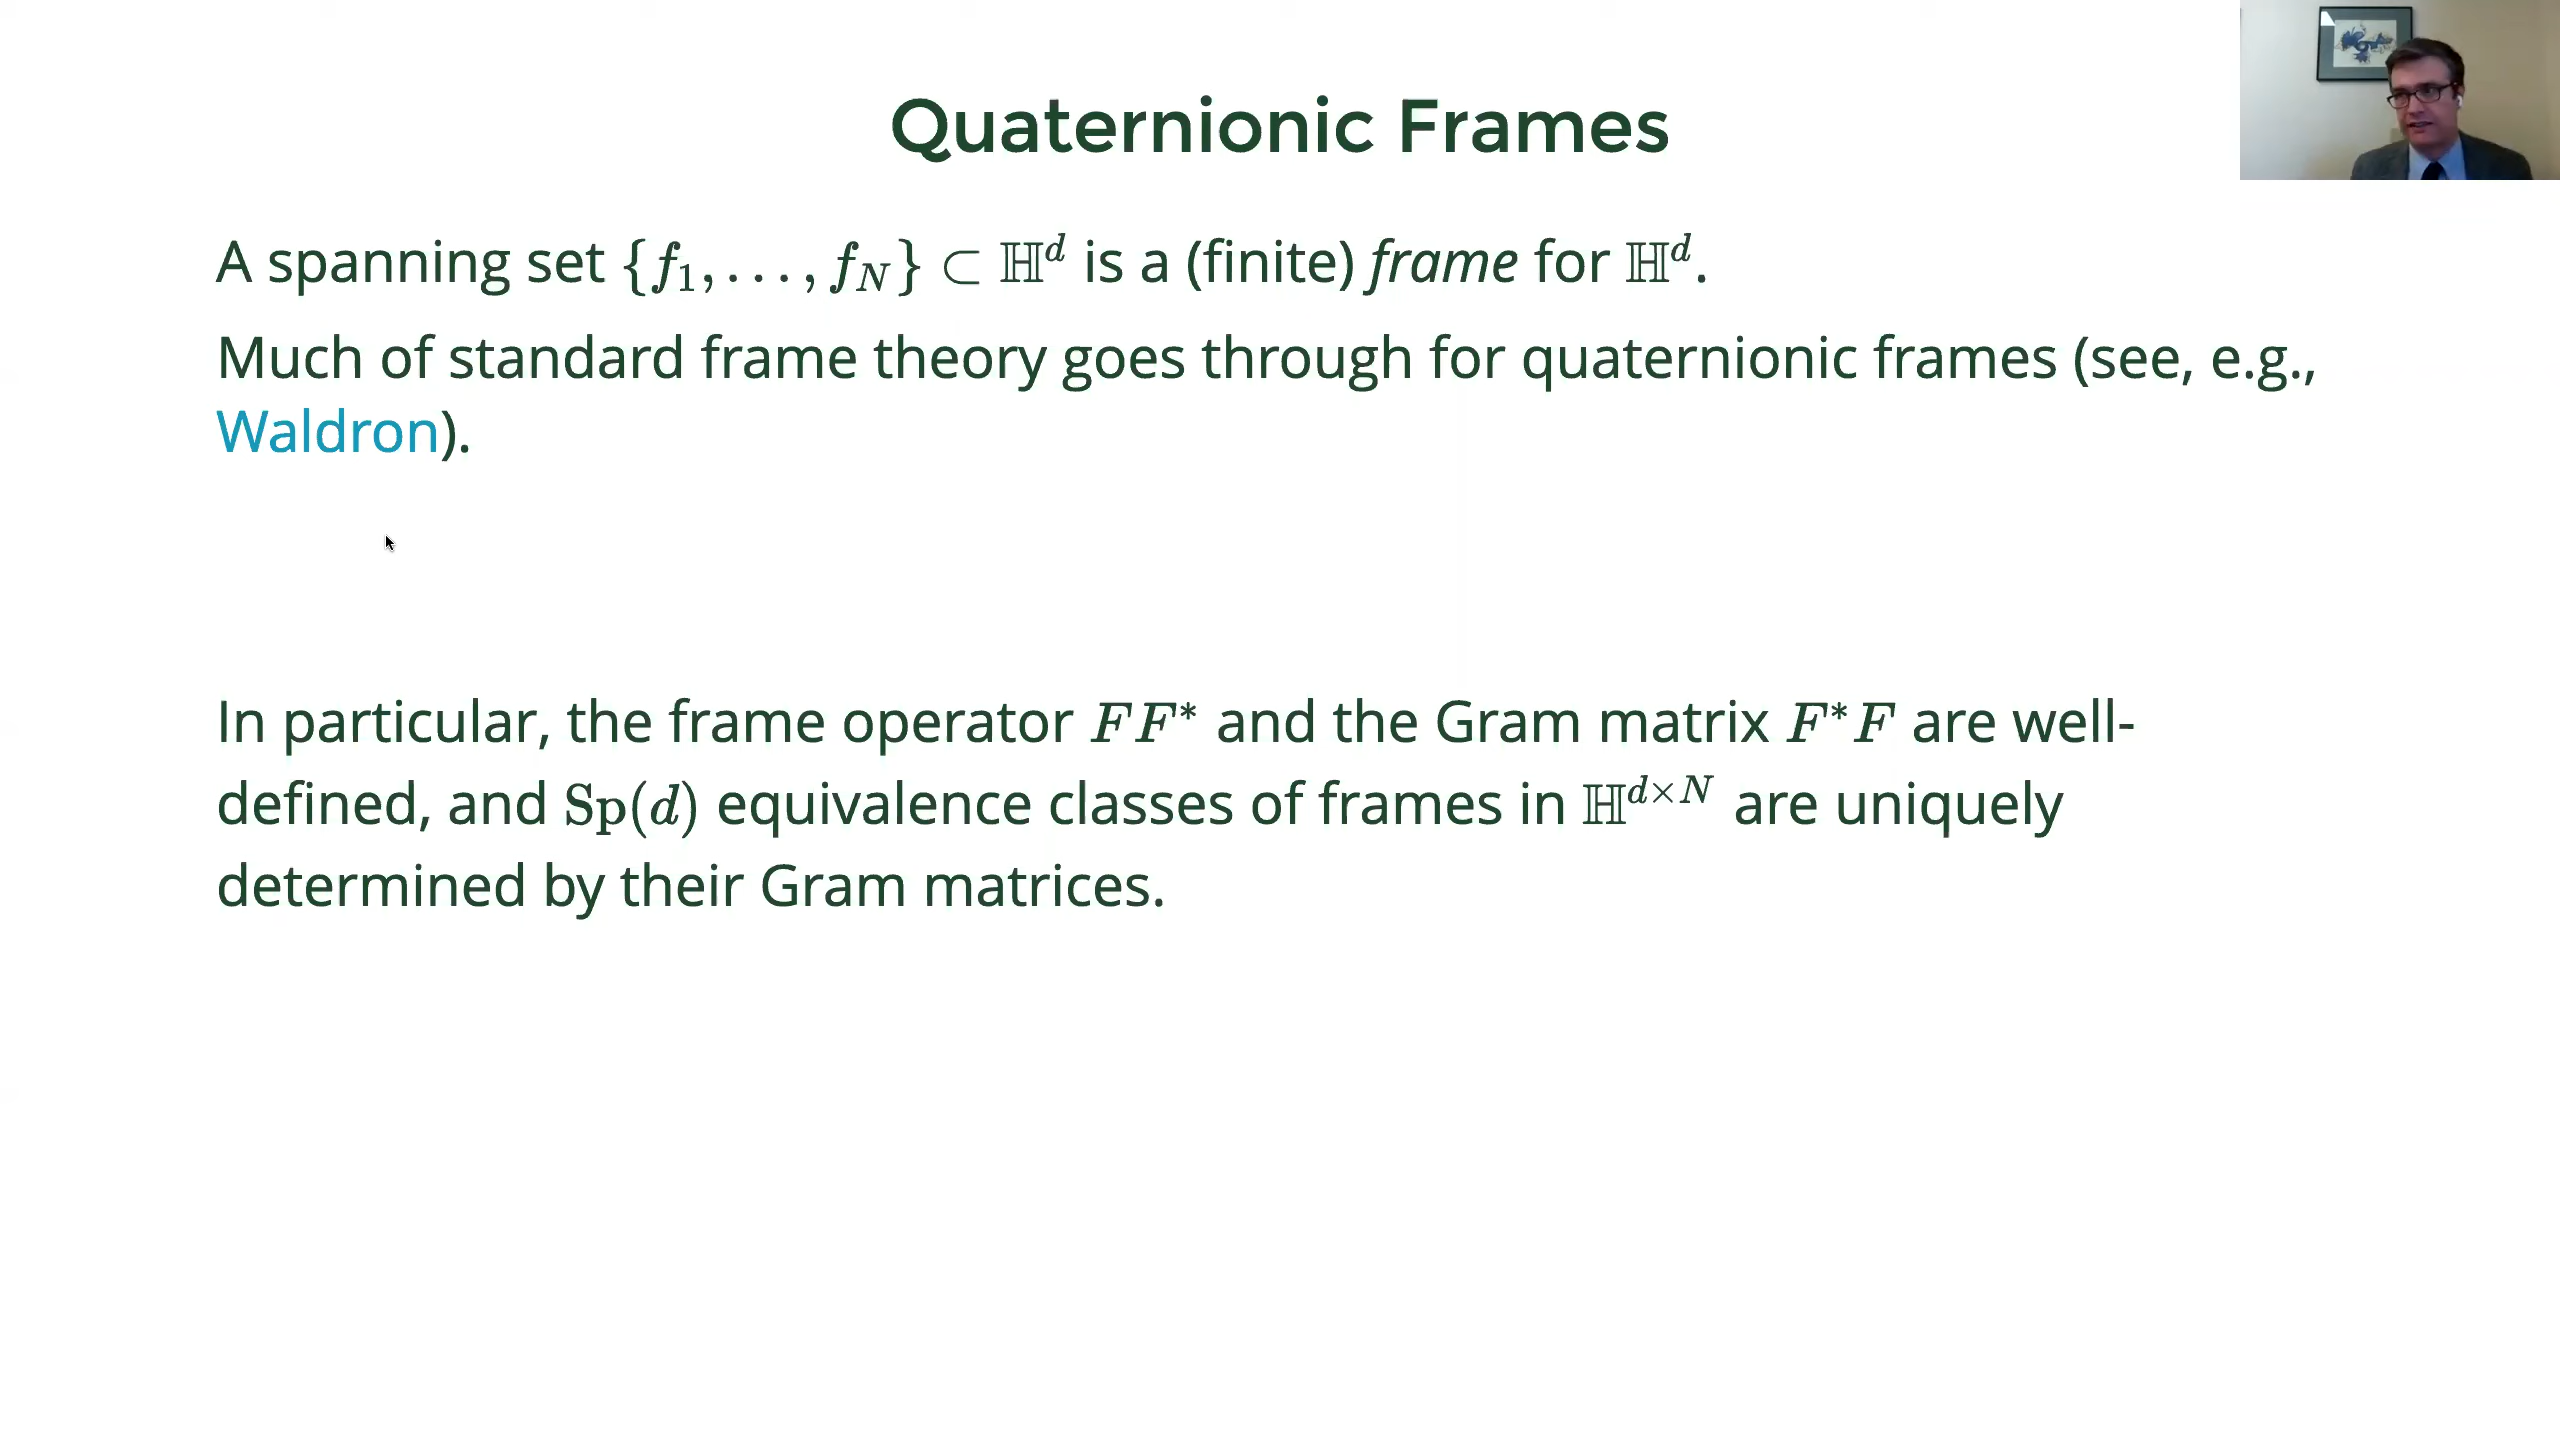 Quaternionic Frames
A spanning set {f₁, . . . , f_N} ⊂ ℍᵈ is a (finite) frame for ℍᵈ.
Much of standard frame theory goes through for quaternionic frames (see, e.g.,
Waldron).
In particular, the frame operator FF* and the Gram matrix F*F are well-
defined, and Sp(d) equivalence classes of frames in ℍ^{d×N} are uniquely
determined by their Gram matrices.